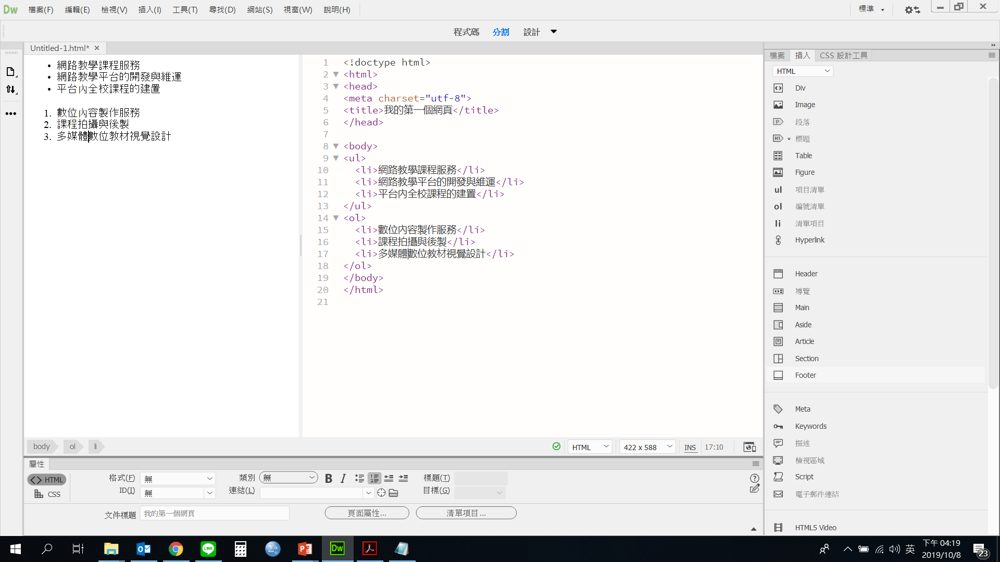 Dw 檔案(F) 編輯(E) 檢視(V) 插入(I) 工具(T) 尋找(D) 網站(S) 視窗(W) 說明(H) 標準
程式碼 分割 設計
Untitled-1.html*
• 網路教學課程服務
• 網路教學平台的開發與維運
• 平台內全校課程的建置
1. 數位內容製作服務
2. 課程拍攝與後製
3. 多媒體數位教材視覺設計
1 <!doctype html>
2 <html>
3 <head>
4 <meta charset="utf-8">
5 <title>我的第一個網頁</title>
6 </head>
7
8 <body>
9 <ul>
10 <li>網路教學課程服務</li>
11 <li>網路教學平台的開發與維運</li>
12 <li>平台內全校課程的建置</li>
13 </ul>
14 <ol>
15 <li>數位內容製作服務</li>
16 <li>課程拍攝與後製</li>
17 <li>多媒體數位教材視覺設計</li>
18 </ol>
19 </body>
20 </html>
21
檔案 插入 CSS 設計工具
HTML
Div
Image
P 段落
H1 標題
Table
Figure
ul 項目清單
ol 編號清單
li 清單項目
Hyperlink
Header
導覽
Main
Aside
Article
Section
Footer
Meta
Keywords
描述
檢視區域
Script
電子郵件連結
HTML5 Video
body ol li HTML 422 x 588 INS 17:10
屬性
HTML 格式(F) 無 類別 無 B I 標題(T)
CSS ID(I) 無 連結(L) 目標(G)
文件標題 我的第一個網頁 頁面屬性... 清單項目...
Dw 英 下午 04:19
2019/10/8 23